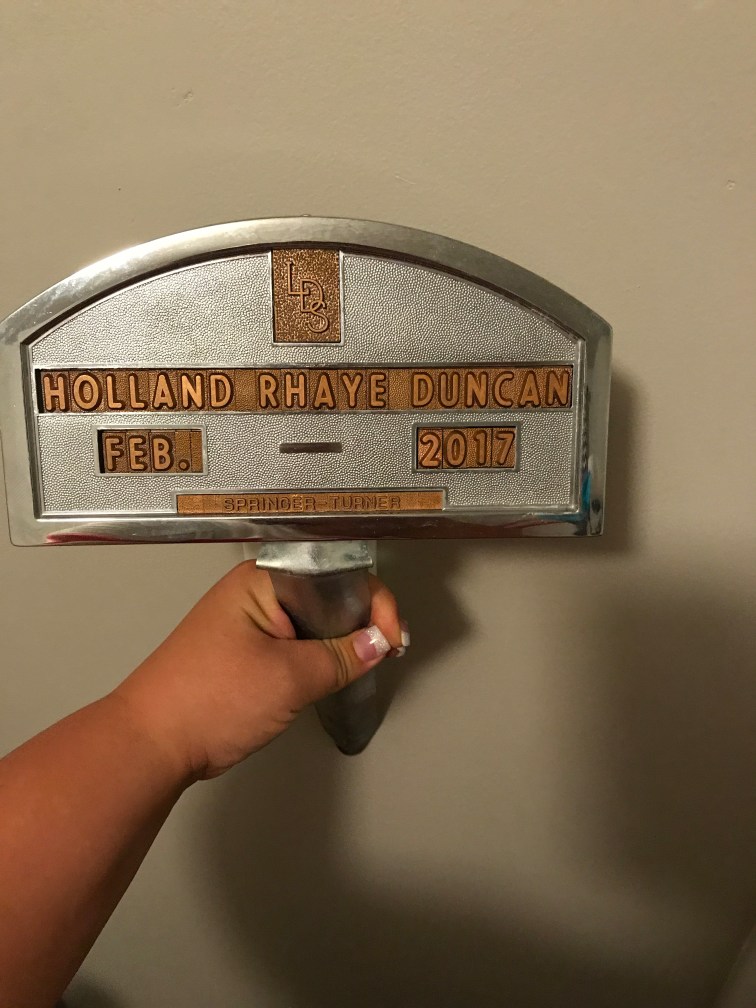 LDS
HOLLAND RHAYE DUNCAN
FEB. — 2017
SPRINGER-TURNER